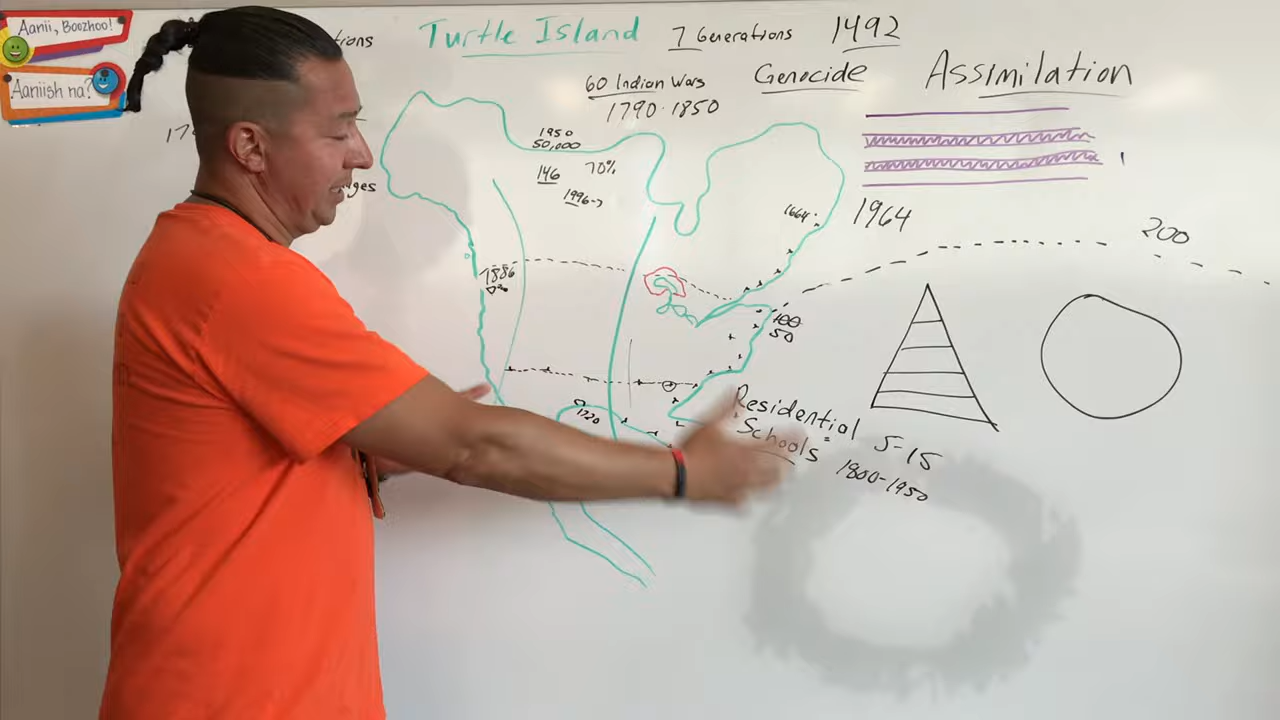 Aanii, Boozhoo!
Aaniish na?
Turtle Island
7 Generations
1492
60 Indian Wars
1790-1850
Genocide
Assimilation
1950
50,000
146
70%
1996->
1664
1964
200
1886
100
50
1720
Residential
"Schools"
5-15
1800-1950